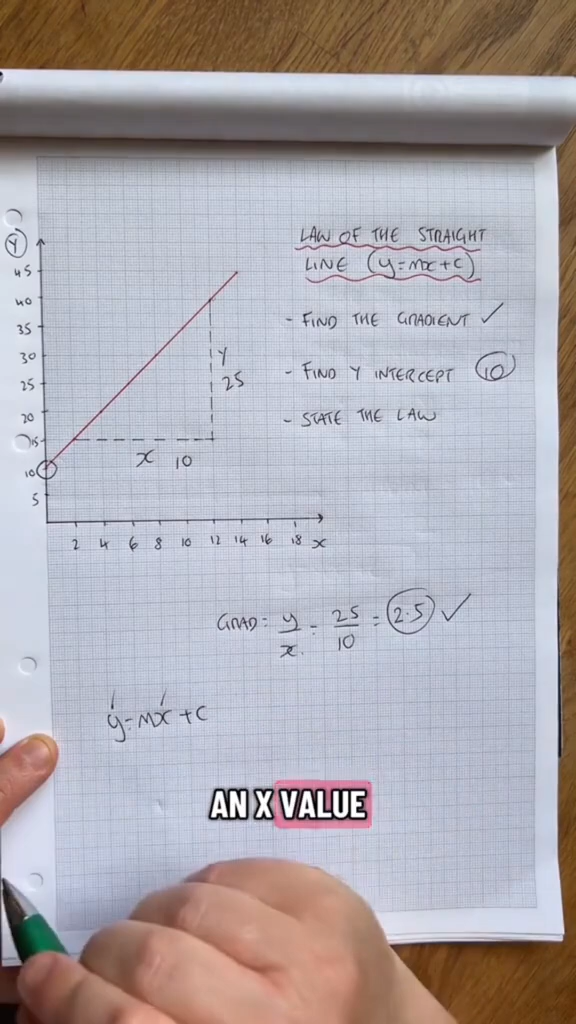 LAW OF THE STRAIGHT
LINE (y=mx+c)
- FIND THE GRADIENT ✓
- FIND Y INTERCEPT 10
- STATE THE LAW
Y
45
40
35
30
25
20
15
10
5
Y
25
x 10
2 4 6 8 10 12 14 16 18 x
GRAD = y/x = 25/10 = 2.5 ✓
y=mx+c
AN X VALUE